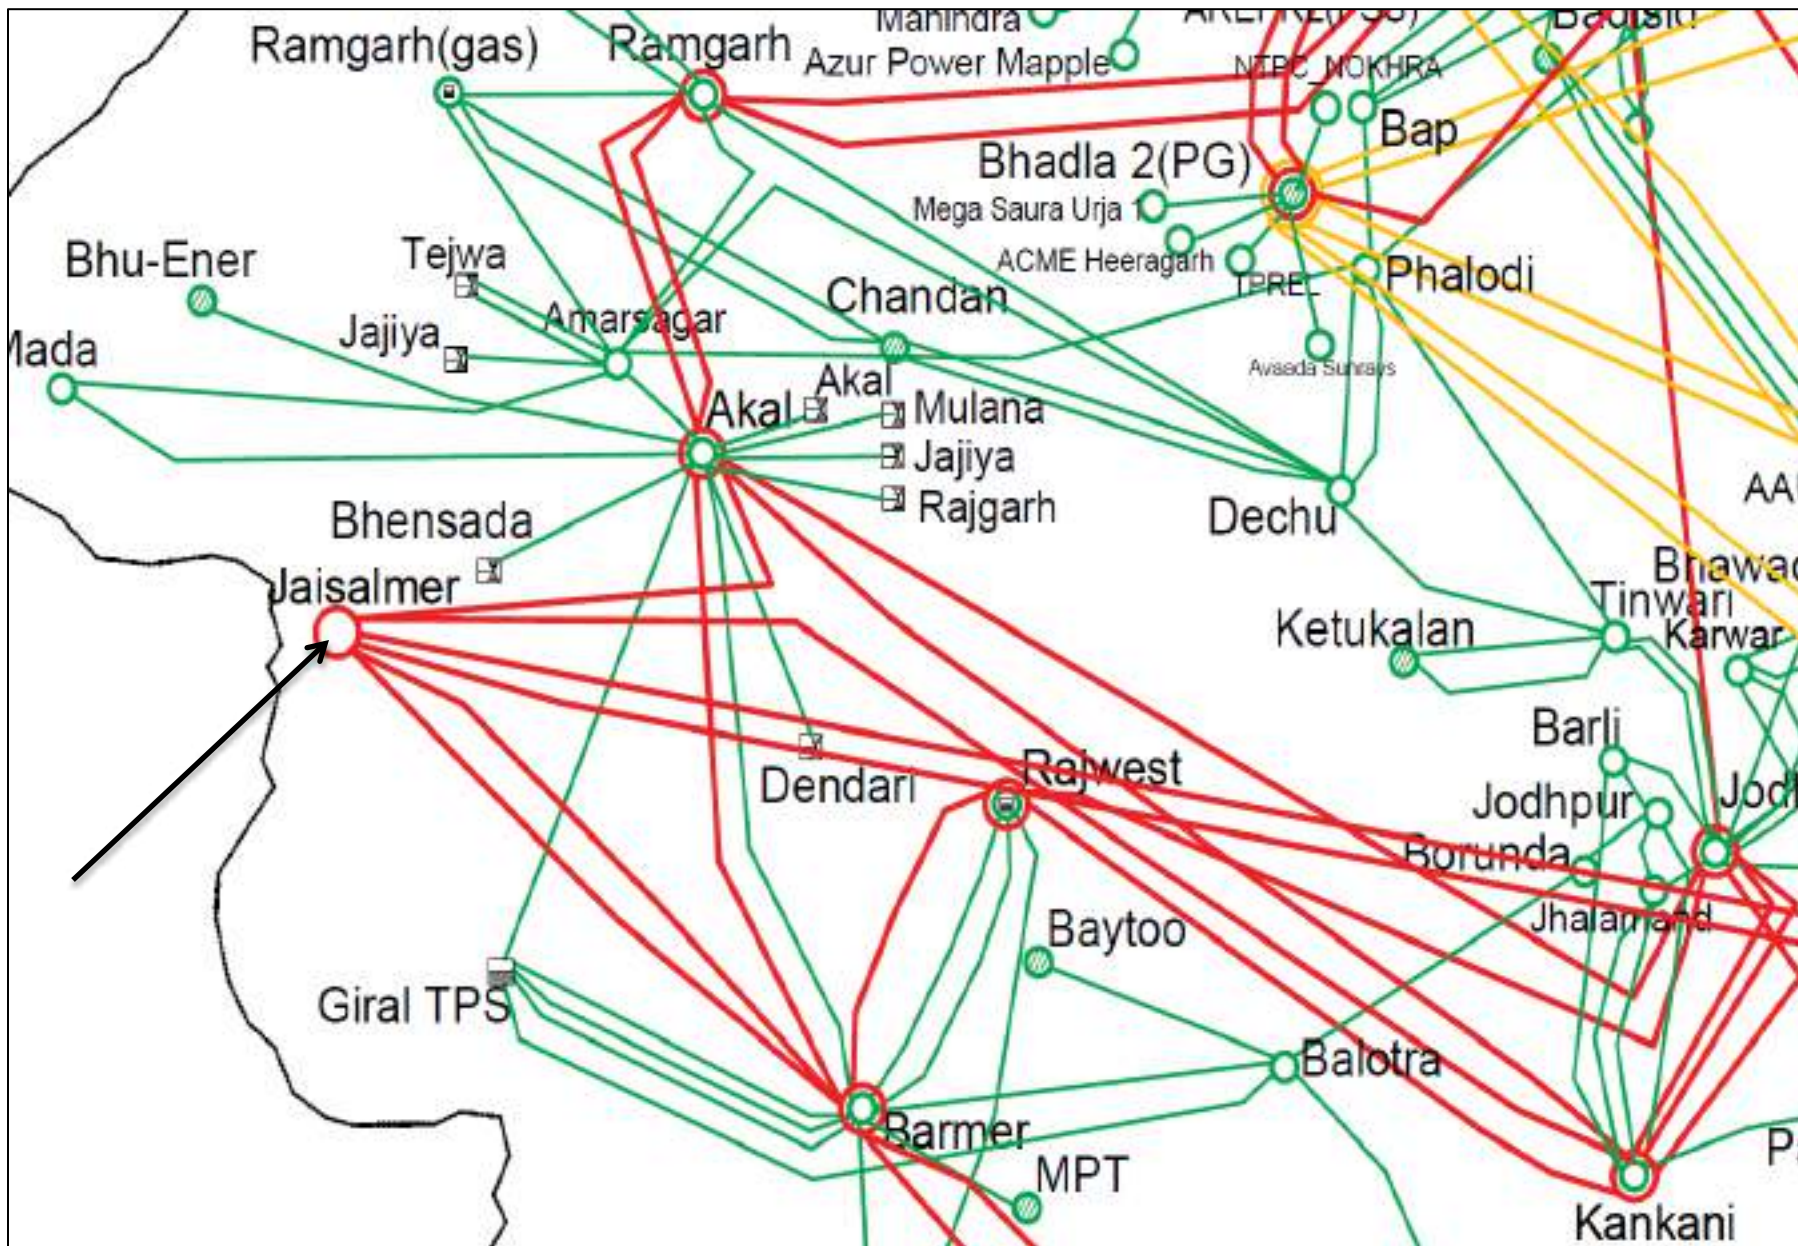 Mahindra
Ramgarh(gas)
Ramgarh
Azur Power Mapple
NTPC_NOKHRA
Bap
Bhadla 2(PG)
Mega Saura Urja 1
ACME Heeragarh
TPREL
Phalodi
Bhu-Ener
Tejwa
Chandan
Jajiya
Amarsagar
Mada
Avaada Sunrays
Akal
Akal
Mulana
Jajiya
Rajgarh
Bhensada
Dechu
Jaisalmer
Tinwari
Ketukalan
Karwar
Barli
Dendari
Rajwest
Jodhpur
Borunda
Jhalamand
Baytoo
Giral TPS
Balotra
Barmer
MPT
Kankani